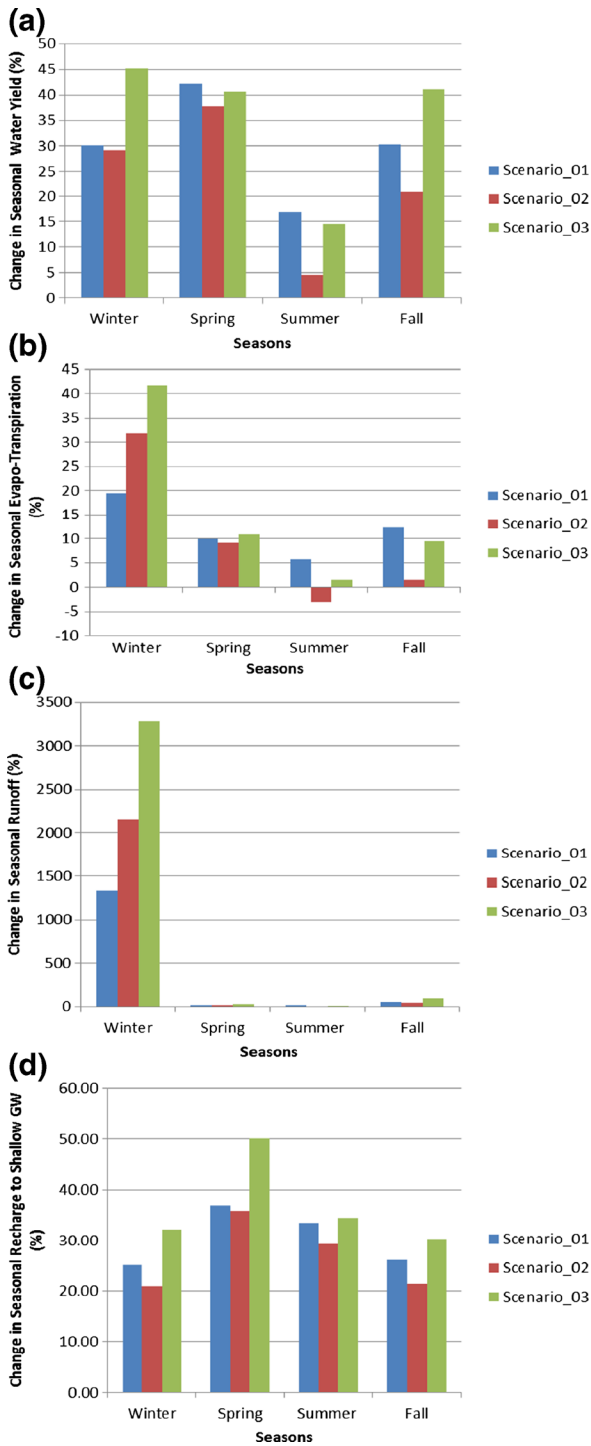 (a)
Change in Seasonal Water Yield (%)
50
45
40
35
30
25
20
15
10
5
0
Winter Spring Summer Fall
Seasons
Scenario_01
Scenario_02
Scenario_03
(b)
Change in Seasonal Evapo-Transpiration
(%)
45
40
35
30
25
20
15
10
5
0
-5
-10
Winter Spring Summer Fall
Seasons
Scenario_01
Scenario_02
Scenario_03
(c)
Change in Seasonal Runoff (%)
3500
3000
2500
2000
1500
1000
500
0
Winter Spring Summer Fall
Seasons
Scenario_01
Scenario_02
Scenario_03
(d)
Change in Seasonal Recharge to Shallow GW
(%)
60.00
50.00
40.00
30.00
20.00
10.00
0.00
Winter Spring Summer Fall
Seasons
Scenario_01
Scenario_02
Scenario_03